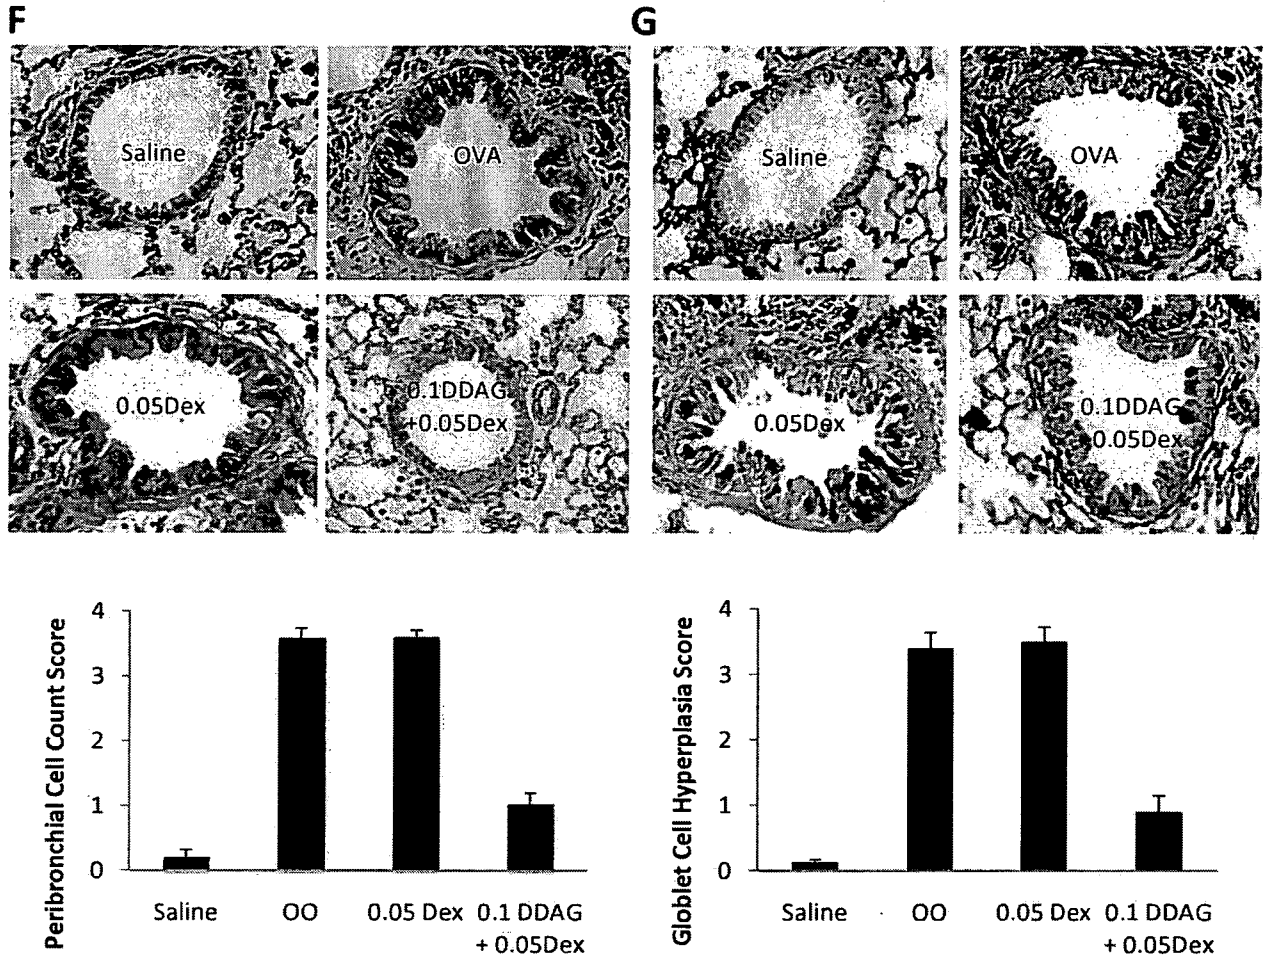 F
G
Saline
OVA
Saline
OVA
0.05Dex
0.1DDAG
+0.05Dex
0.05Dex
0.1DDAG
+0.05Dex
Peribronchial Cell Count Score
4
3
2
1
0
Saline
OO
0.05 Dex
0.1 DDAG
+ 0.05Dex
Globlet Cell Hyperplasia Score
4
3
2
1
0
Saline
OO
0.05 Dex
0.1 DDAG
+ 0.05Dex